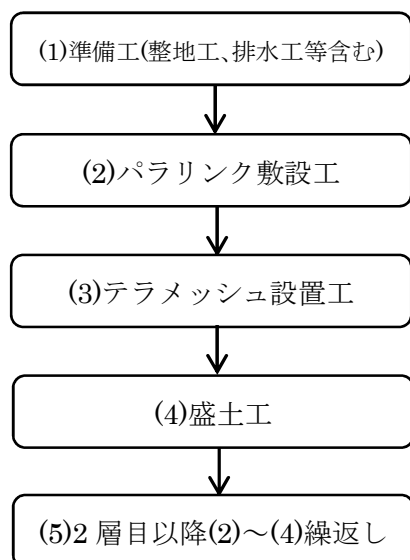 (1)準備工(整地工、排水工等含む)
(2)パラリンク敷設工
(3)テラメッシュ設置工
(4)盛土工
(5)2 層目以降(2)～(4)繰返し